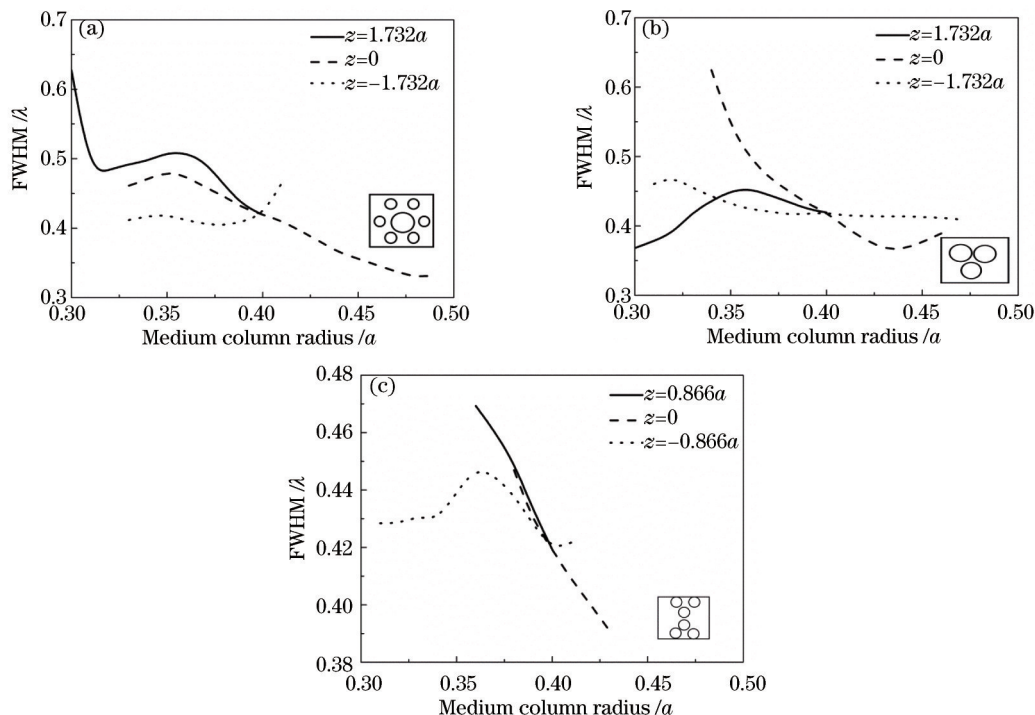 (a)
z=1.732a
z=0
z=-1.732a
0.7
0.6
0.5
0.4
0.3
FWHM /λ
0.30 0.35 0.40 0.45 0.50
Medium column radius /a
(b)
z=1.732a
z=0
z=-1.732a
0.7
0.6
0.5
0.4
0.3
FWHM /λ
0.30 0.35 0.40 0.45 0.50
Medium column radius /a
(c)
z=0.866a
z=0
z=-0.866a
0.48
0.46
0.44
0.42
0.40
0.38
FWHM /λ
0.30 0.35 0.40 0.45 0.50
Medium column radius /a